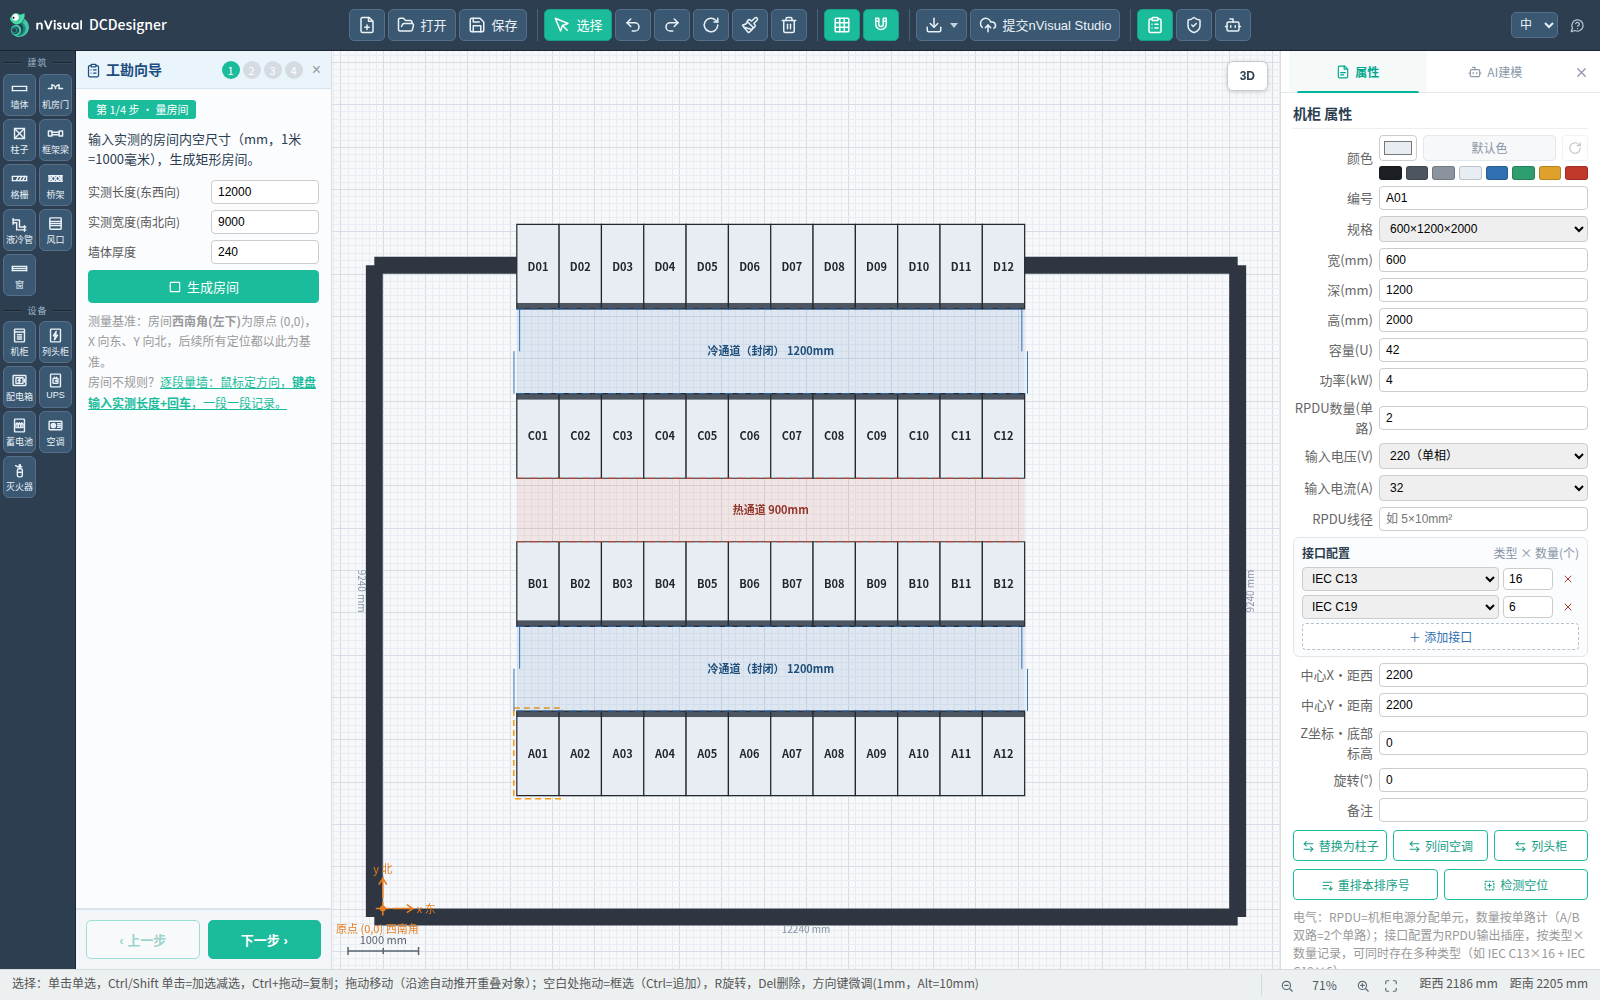 nVisual DCDesigner
打开
保存
选择
提交nVisual Studio
中
建筑
墙体
机房门
柱子
框架梁
格栅
桥架
液冷管
风口
窗
设备
机柜
列头柜
配电箱
UPS
蓄电池
空调
灭火器
工勘向导
1 2 3 4 ×
第 1/4 步 · 量房间
输入实测的房间内空尺寸（mm，1米
=1000毫米），生成矩形房间。
实测长度(东西向) 12000
实测宽度(南北向) 9000
墙体厚度 240
生成房间
测量基准：房间西南角(左下)为原点 (0,0)，
X 向东、Y 向北，后续所有定位都以此为基
准。
房间不规则？逐段量墙：鼠标定方向，键盘
输入实测长度+回车，一段一段记录。
‹ 上一步
下一步 ›
3D
D01 D02 D03 D04 D05 D06 D07 D08 D09 D10 D11 D12
冷通道（封闭） 1200mm
C01 C02 C03 C04 C05 C06 C07 C08 C09 C10 C11 C12
热通道 900mm
B01 B02 B03 B04 B05 B06 B07 B08 B09 B10 B11 B12
冷通道（封闭） 1200mm
A01 A02 A03 A04 A05 A06 A07 A08 A09 A10 A11 A12
9240 mm
9240 mm
y 北
x 东
原点 (0,0) 西南角
1000 mm
12240 mm
属性
AI建模
机柜 属性
颜色 默认色
编号 A01
规格 600×1200×2000
宽(mm) 600
深(mm) 1200
高(mm) 2000
容量(U) 42
功率(kW) 4
RPDU数量(单
路) 2
输入电压(V) 220（单相）
输入电流(A) 32
RPDU线径 如 5×10mm²
接口配置 类型 × 数量(个)
IEC C13 16 ×
IEC C19 6 ×
＋ 添加接口
中心X・距西 2200
中心Y・距南 2200
Z坐标・底部
标高 0
旋转(°) 0
备注
替换为柱子
列间空调
列头柜
重排本排序号
检测空位
电气：RPDU=机柜电源分配单元，数量按单路计（A/B
双路=2个单路）；接口配置为RPDU输出插座，按类型×
数量记录，可同时存在多种类型（如 IEC C13×16 + IEC
选择：单击单选，Ctrl/Shift 单击=加选减选，Ctrl+拖动=复制；拖动移动（沿途自动推开重叠对象）；空白处拖动=框选（Ctrl=追加），R旋转，Del删除，方向键微调(1mm，Alt=10mm)
71%
距西 2186 mm 距南 2205 mm